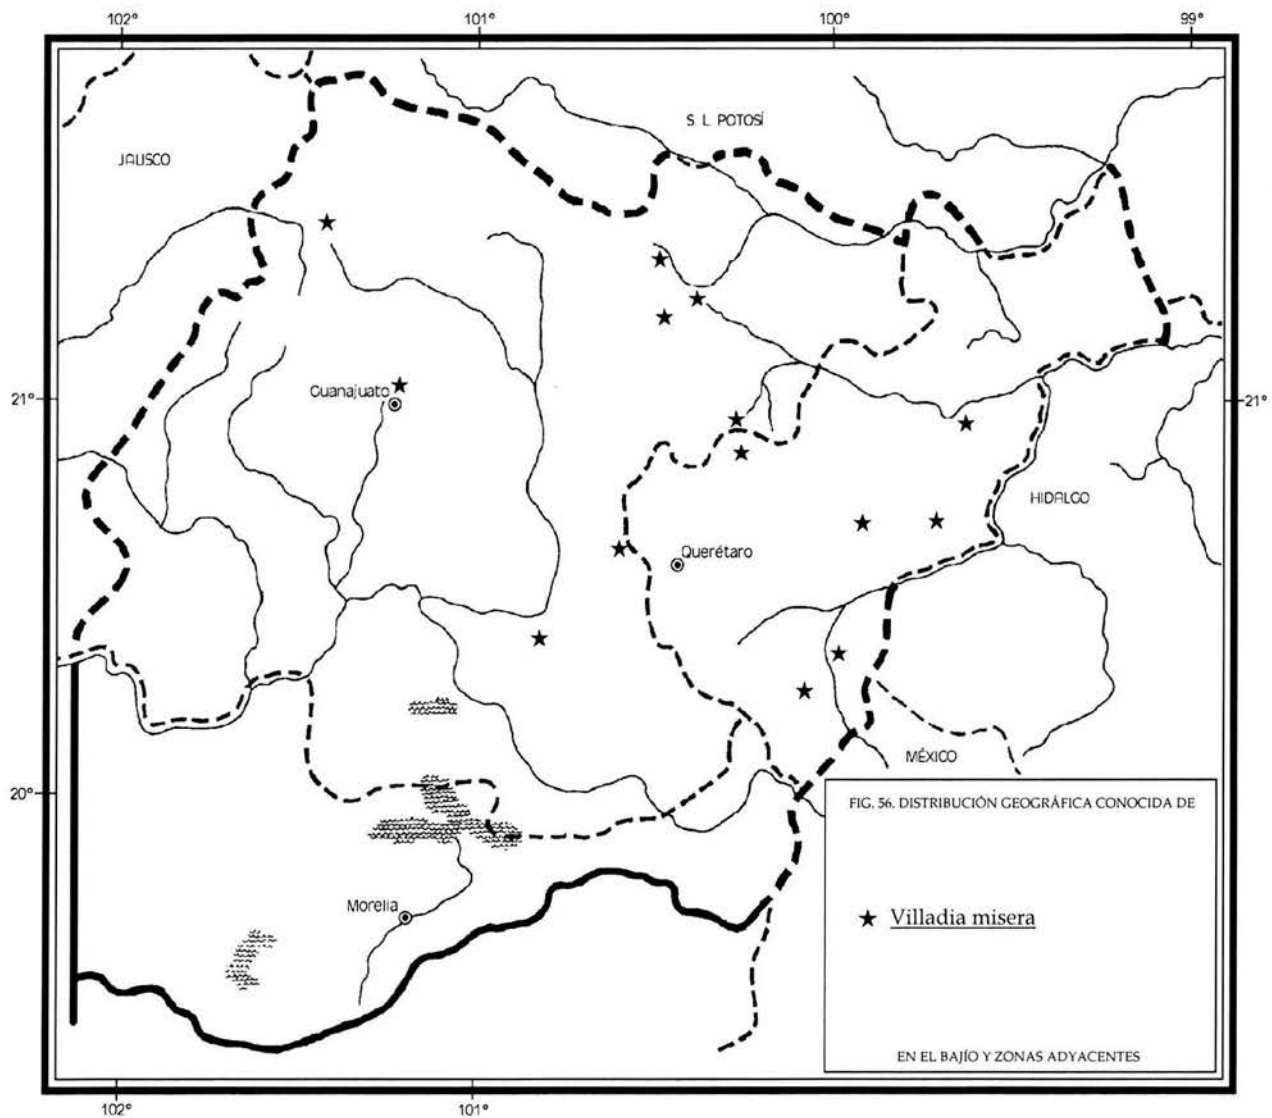 102° 101° 100° 99°
S. L. POTOSÍ
JALISCO
Guanajuato
21° 21°
HIDALGO
Querétaro
MÉXICO
20°
FIG. 56. DISTRIBUCIÓN GEOGRÁFICA CONOCIDA DE
Morelia
Villadia misera
EN EL BAJÍO Y ZONAS ADYACENTES
102° 101°